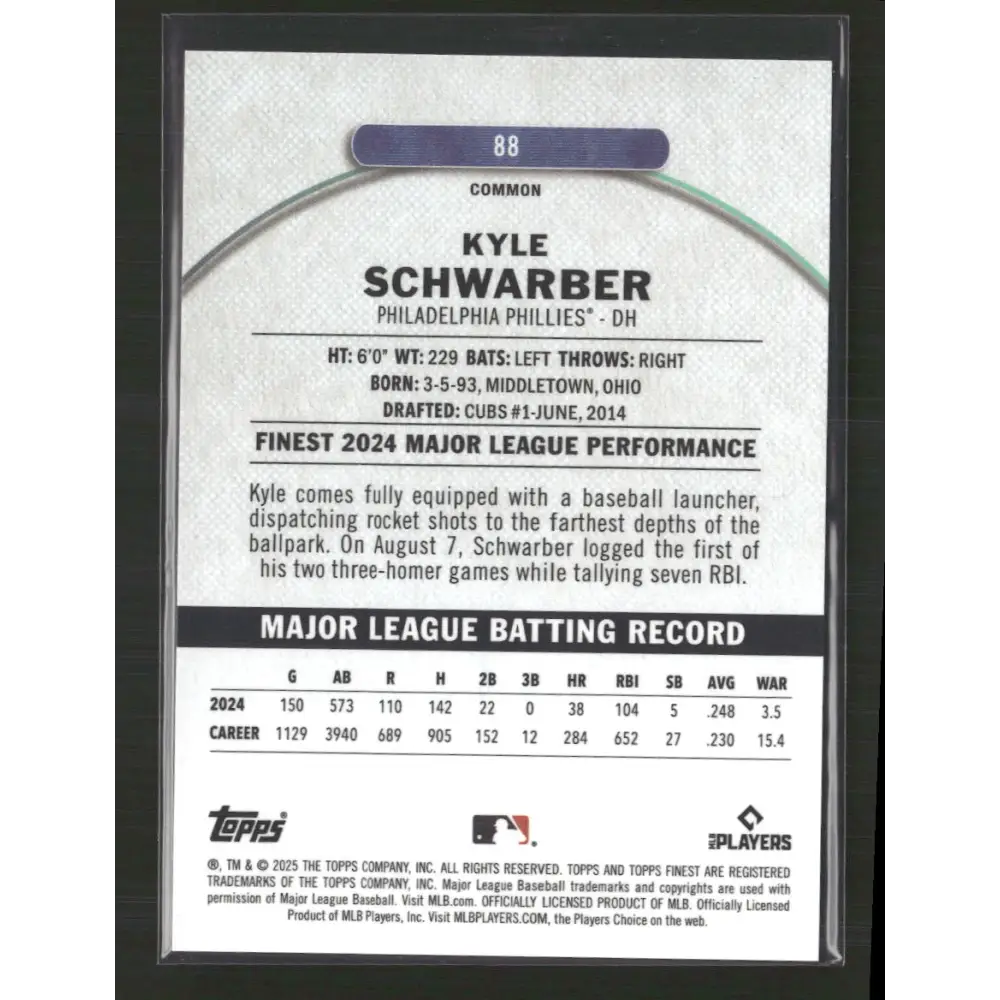 88
COMMON
KYLE
SCHWARBER
PHILADELPHIA PHILLIES® - DH
HT: 6'0" WT: 229 BATS: LEFT THROWS: RIGHT
BORN: 3-5-93, MIDDLETOWN, OHIO
DRAFTED: CUBS #1-JUNE, 2014
FINEST 2024 MAJOR LEAGUE PERFORMANCE
Kyle comes fully equipped with a baseball launcher,
dispatching rocket shots to the farthest depths of the
ballpark. On August 7, Schwarber logged the first of
his two three-homer games while tallying seven RBI.
MAJOR LEAGUE BATTING RECORD
G AB R H 2B 3B HR RBI SB AVG WAR
2024 150 573 110 142 22 0 38 104 5 .248 3.5
CAREER 1129 3940 689 905 152 12 284 652 27 .230 15.4
Topps® MLB PLAYERS
®, TM & © 2025 THE TOPPS COMPANY, INC. ALL RIGHTS RESERVED. TOPPS AND TOPPS FINEST ARE REGISTERED
TRADEMARKS OF THE TOPPS COMPANY, INC. Major League Baseball trademarks and copyrights are used with
permission of Major League Baseball. Visit MLB.com. OFFICIALLY LICENSED PRODUCT OF MLB. Officially Licensed
Product of MLB Players, Inc. Visit MLBPLAYERS.COM, the Players Choice on the web.